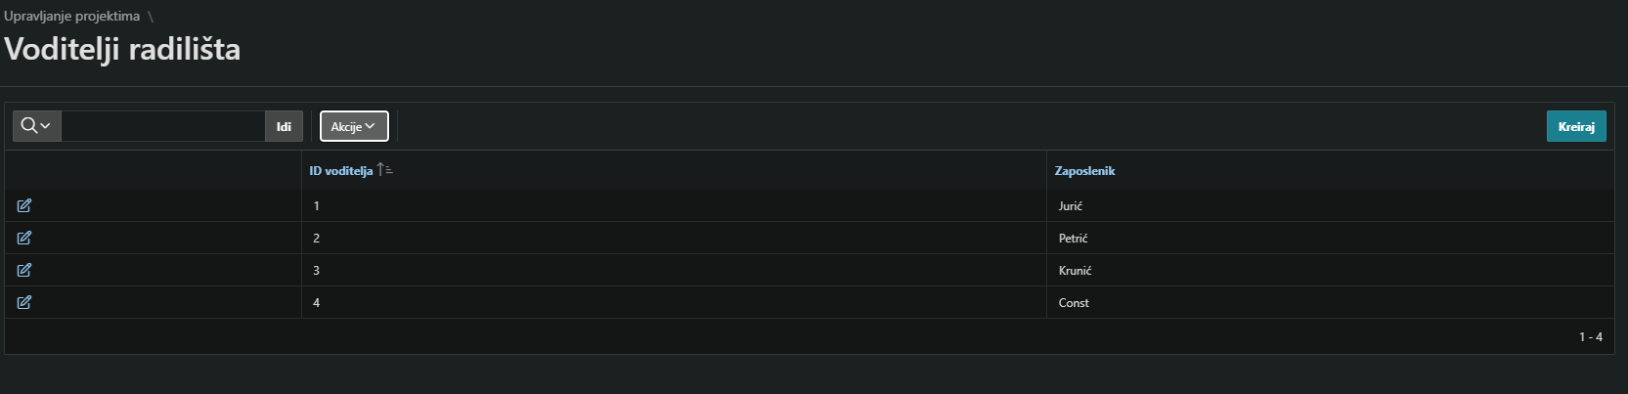 Upravljanje projektima \
Voditelji radilišta
Idi Akcije Kreiraj
ID voditelja Zaposlenik
1 Jurić
2 Petrić
3 Krunić
4 Const
1 - 4